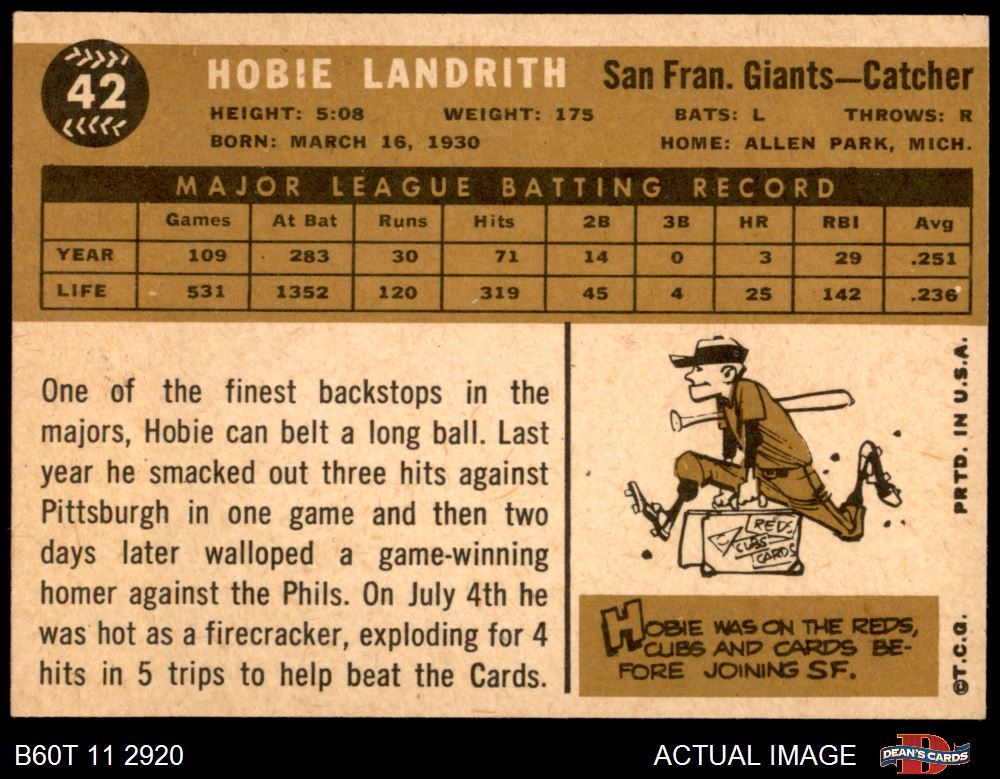 42
HOBIE LANDRITH San Fran. Giants—Catcher
HEIGHT: 5:08 WEIGHT: 175 BATS: L THROWS: R
BORN: MARCH 16, 1930 HOME: ALLEN PARK, MICH.
MAJOR LEAGUE BATTING RECORD
Games At Bat Runs Hits 2B 3B HR RBI Avg
YEAR 109 283 30 71 14 0 3 29 .251
LIFE 531 1352 120 319 45 4 25 142 .236
One of the finest backstops in the
majors, Hobie can belt a long ball. Last
year he smacked out three hits against
Pittsburgh in one game and then two
days later walloped a game-winning
homer against the Phils. On July 4th he
was hot as a firecracker, exploding for 4
hits in 5 trips to help beat the Cards.
REDS
CUBS
CARDS
HOBIE WAS ON THE REDS,
CUBS AND CARDS BE-
FORE JOINING SF.
©T.C.G. PRTD. IN U.S.A.
B60T 11 2920 ACTUAL IMAGE DEAN'S CARDS